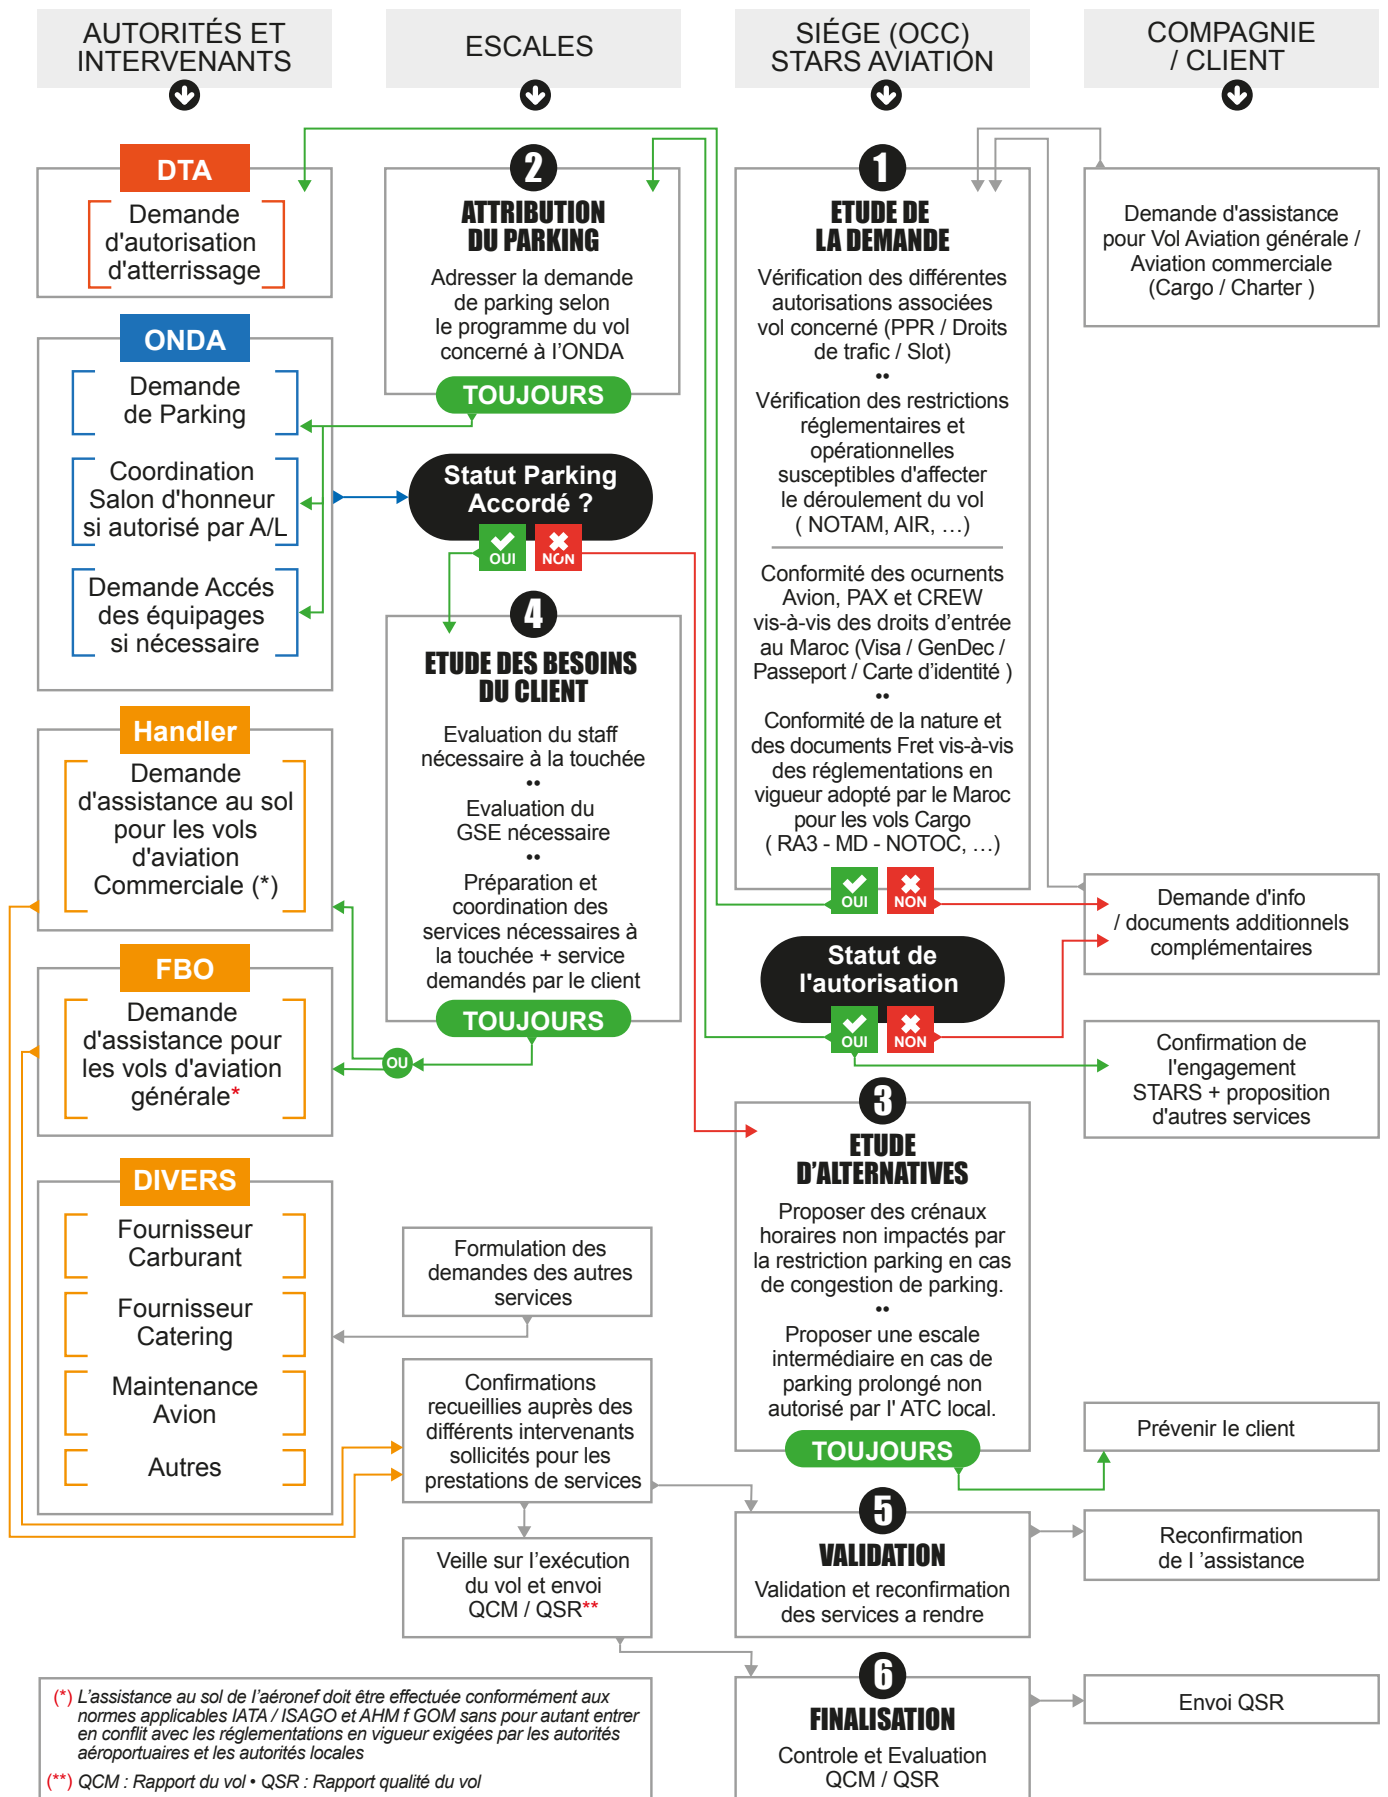 AUTORITÉS ET
INTERVENANTS
ESCALES
SIÉGE (OCC)
STARS AVIATION
COMPAGNIE
/ CLIENT
DTA
Demande
d'autorisation
d'atterrissage
ONDA
Demande
de Parking
Coordination
Salon d'honneur
si autorisé par A/L
Demande Accés
des équipages
si nécessaire
Handler
Demande
d'assistance au sol
pour les vols
d'aviation
Commerciale (*)
FBO
Demande
d'assistance pour
les vols d'aviation
générale*
DIVERS
Fournisseur
Carburant
Fournisseur
Catering
Maintenance
Avion
Autres
2
ATTRIBUTION
DU PARKING
Adresser la demande
de parking selon
le programme du vol
concerné à l'ONDA
TOUJOURS
Statut Parking
Accordé ?
OUI
NON
4
ETUDE DES BESOINS
DU CLIENT
Evaluation du staff
nécessaire à la touchée
••
Evaluation du
GSE nécessaire
••
Préparation et
coordination des
services nécessaires à
la touchée + service
demandés par le client
TOUJOURS
OU
Formulation des
demandes des autres
services
Confirmations
recueillies auprès des
différents intervenants
sollicités pour les
prestations de services
Veille sur l'exécution
du vol et envoi
QCM / QSR**
1
ETUDE DE
LA DEMANDE
Vérification des différentes
autorisations associées
vol concerné (PPR / Droits
de trafic / Slot)
••
Vérification des restrictions
réglementaires et
opérationnelles
susceptibles d'affecter
le déroulement du vol
( NOTAM, AIR, …)
Conformité des ocurnents
Avion, PAX et CREW
vis-à-vis des droits d'entrée
au Maroc (Visa / GenDec /
Passeport / Carte d'identité )
••
Conformité de la nature et
des documents Fret vis-à-vis
des réglementations en
vigueur adopté par le Maroc
pour les vols Cargo
( RA3 - MD - NOTOC, …)
OUI
NON
Statut de
l'autorisation
OUI
NON
3
ETUDE
D'ALTERNATIVES
Proposer des crénaux
horaires non impactés par
la restriction parking en cas
de congestion de parking.
••
Proposer une escale
intermédiaire en cas de
parking prolongé non
autorisé par l' ATC local.
TOUJOURS
5
VALIDATION
Validation et reconfirmation
des services a rendre
6
FINALISATION
Controle et Evaluation
QCM / QSR
Demande d'assistance
pour Vol Aviation générale /
Aviation commerciale
(Cargo / Charter )
Demande d'info
/ documents additionnels
complémentaires
Confirmation de
l'engagement
STARS + proposition
d'autres services
Prévenir le client
Reconfirmation
de l 'assistance
Envoi QSR
(*) L'assistance au sol de l'aéronef doit être effectuée conformément aux
normes applicables IATA / ISAGO et AHM f GOM sans pour autant entrer
en conflit avec les réglementations en vigueur exigées par les autorités
aéroportuaires et les autorités locales
(**) QCM : Rapport du vol • QSR : Rapport qualité du vol